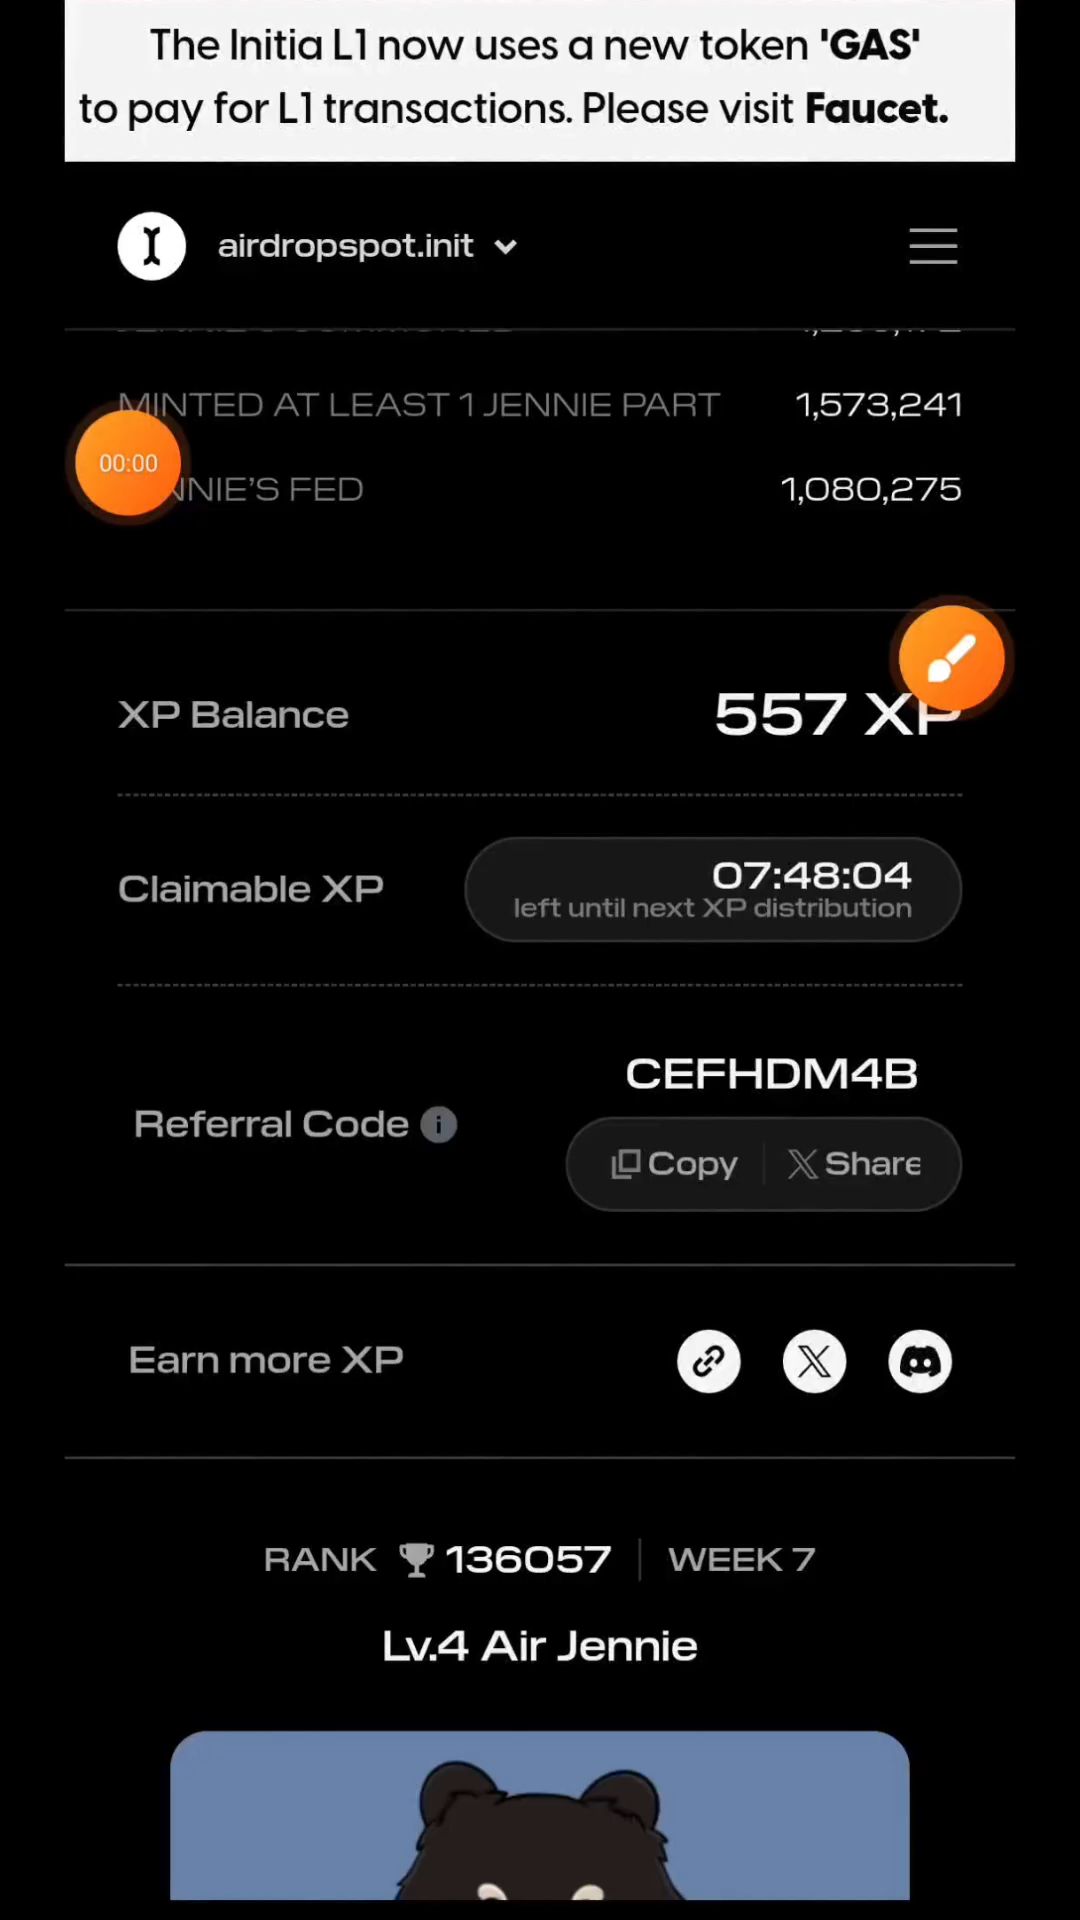 The Initia L1 now uses a new token 'GAS'
to pay for L1 transactions. Please visit Faucet.
airdropspot.init
MINTED AT LEAST 1 JENNIE PART 1,573,241
00:00
NNIE'S FED 1,080,275
XP Balance 557 XP
Claimable XP 07:48:04
left until next XP distribution
CEFHDM4B
Referral Code i
Copy X Share
Earn more XP
RANK 136057 WEEK 7
Lv.4 Air Jennie